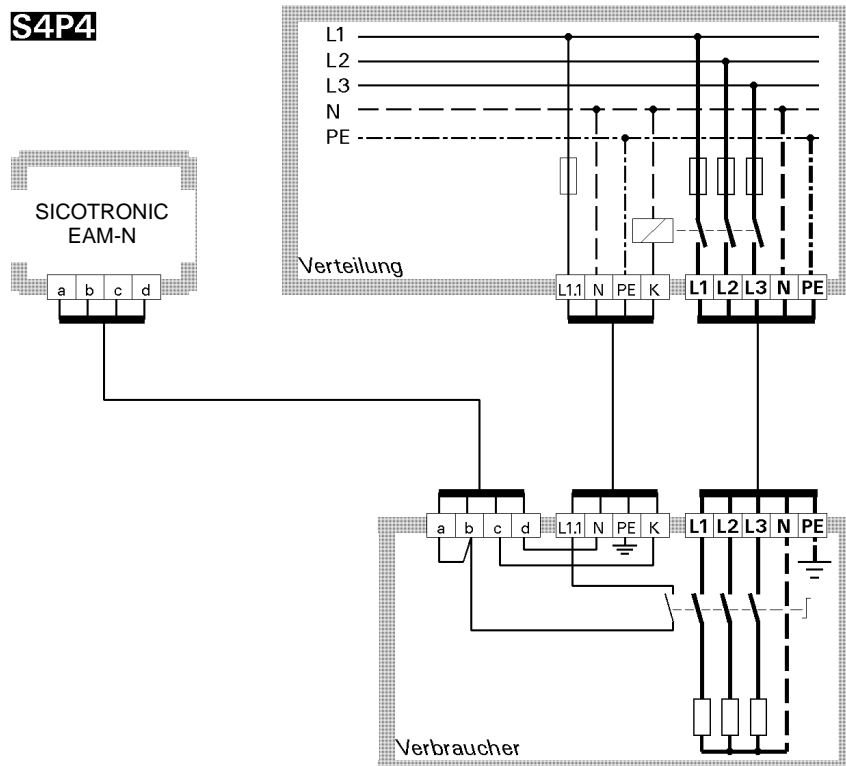 S4P4
L1
L2
L3
N
PE
SICOTRONIC
EAM-N
Verteilung
a b c d
L1.1 N PE K
L1 L2 L3 N PE
a b c d
L1.1 N PE K
L1 L2 L3 N PE
Verbraucher